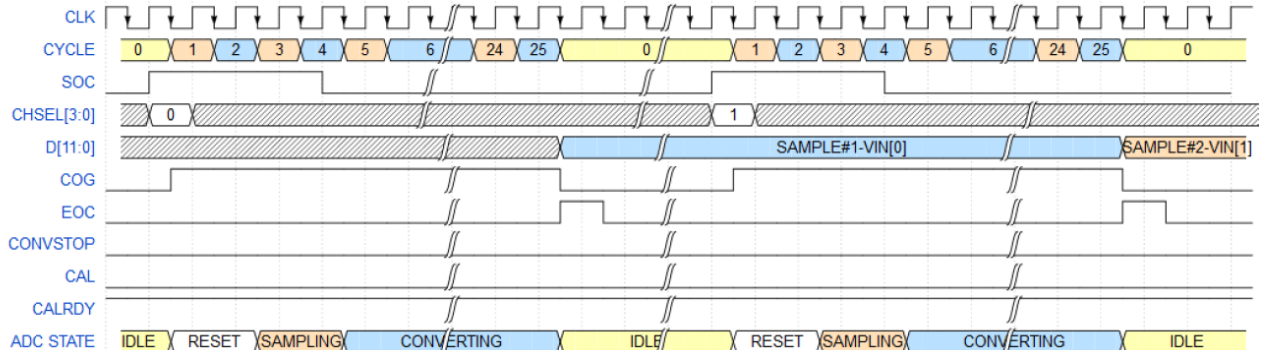 CLK
CYCLE 0 1 2 3 4 5 6 24 25 0 1 2 3 4 5 6 24 25 0
SOC
CHSEL[3:0] 0 1
D[11:0] SAMPLE#1-VIN[0] SAMPLE#2-VIN[1]
COG
EOC
CONVSTOP
CAL
CALRDY
ADC STATE IDLE RESET SAMPLING CONVERTING IDLE RESET SAMPLING CONVERTING IDLE